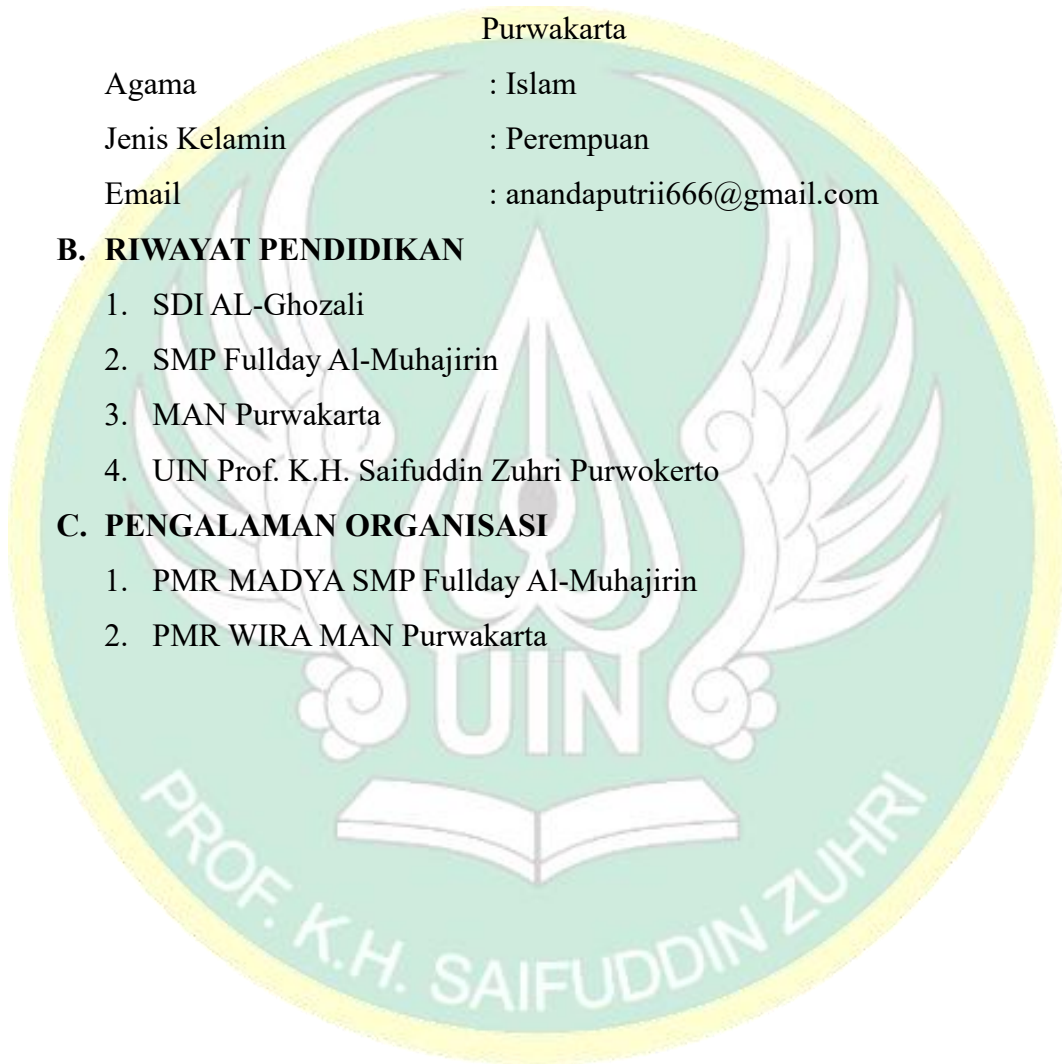 Purwakarta
Agama : Islam
Jenis Kelamin : Perempuan
Email : anandaputrii666@gmail.com
B. RIWAYAT PENDIDIKAN
1. SDI AL-Ghozali
2. SMP Fullday Al-Muhajirin
3. MAN Purwakarta
4. UIN Prof. K.H. Saifuddin Zuhri Purwokerto
C. PENGALAMAN ORGANISASI
1. PMR MADYA SMP Fullday Al-Muhajirin
2. PMR WIRA MAN Purwakarta
UIN
PROF. K.H. SAIFUDDIN ZUHRI